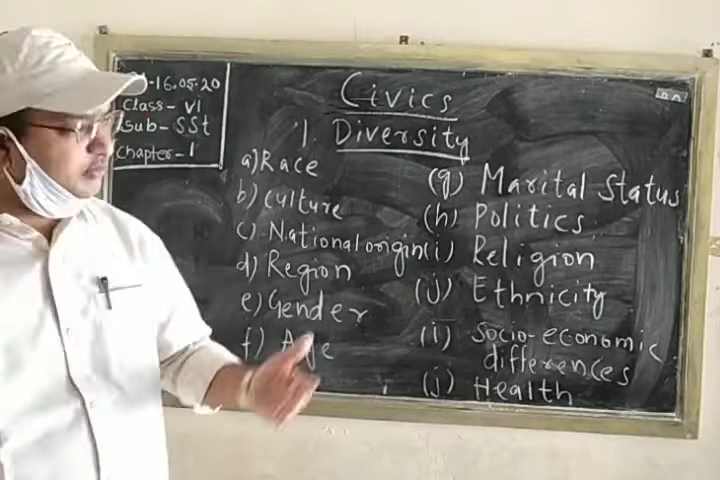 -16.05.20
Class- VI
Sub- SSt
Chapter-1
Civics
1. Diversity
a) Race
b) Culture
c) National origin
d) Region
e) Gender
f) Age
(g) Marital Status
(h) Politics
(i) Religion
(J) Ethnicity
(i) Socio-economic
differences
(j) Health